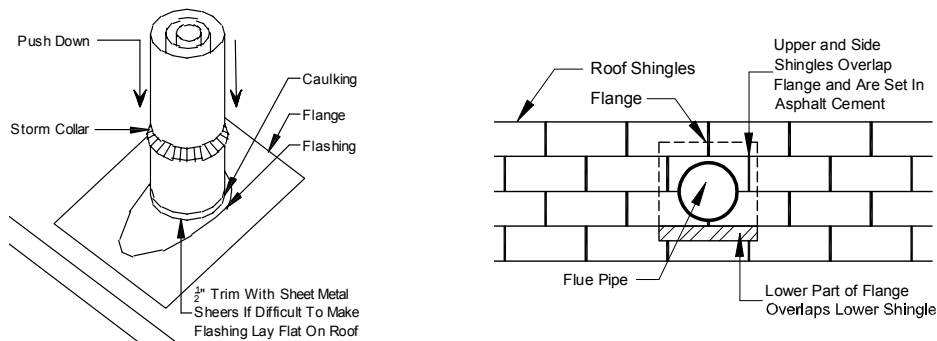 Push Down
Caulking
Flange
Flashing
Storm Collar
1/2" Trim With Sheet Metal
Sheers If Difficult To Make
Flashing Lay Flat On Roof
Upper and Side
Shingles Overlap
Flange and Are Set In
Asphalt Cement
Roof Shingles
Flange
Flue Pipe
Lower Part of Flange
Overlaps Lower Shingle